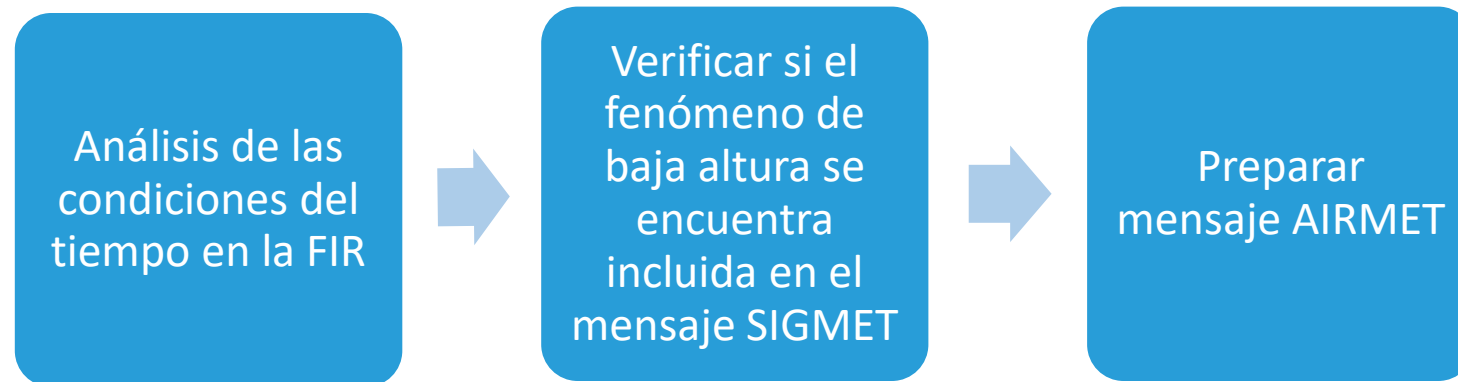 Análisis de las
condiciones del
tiempo en la FIR
Verificar si el
fenómeno de
baja altura se
encuentra
incluida en el
mensaje SIGMET
Preparar
mensaje AIRMET